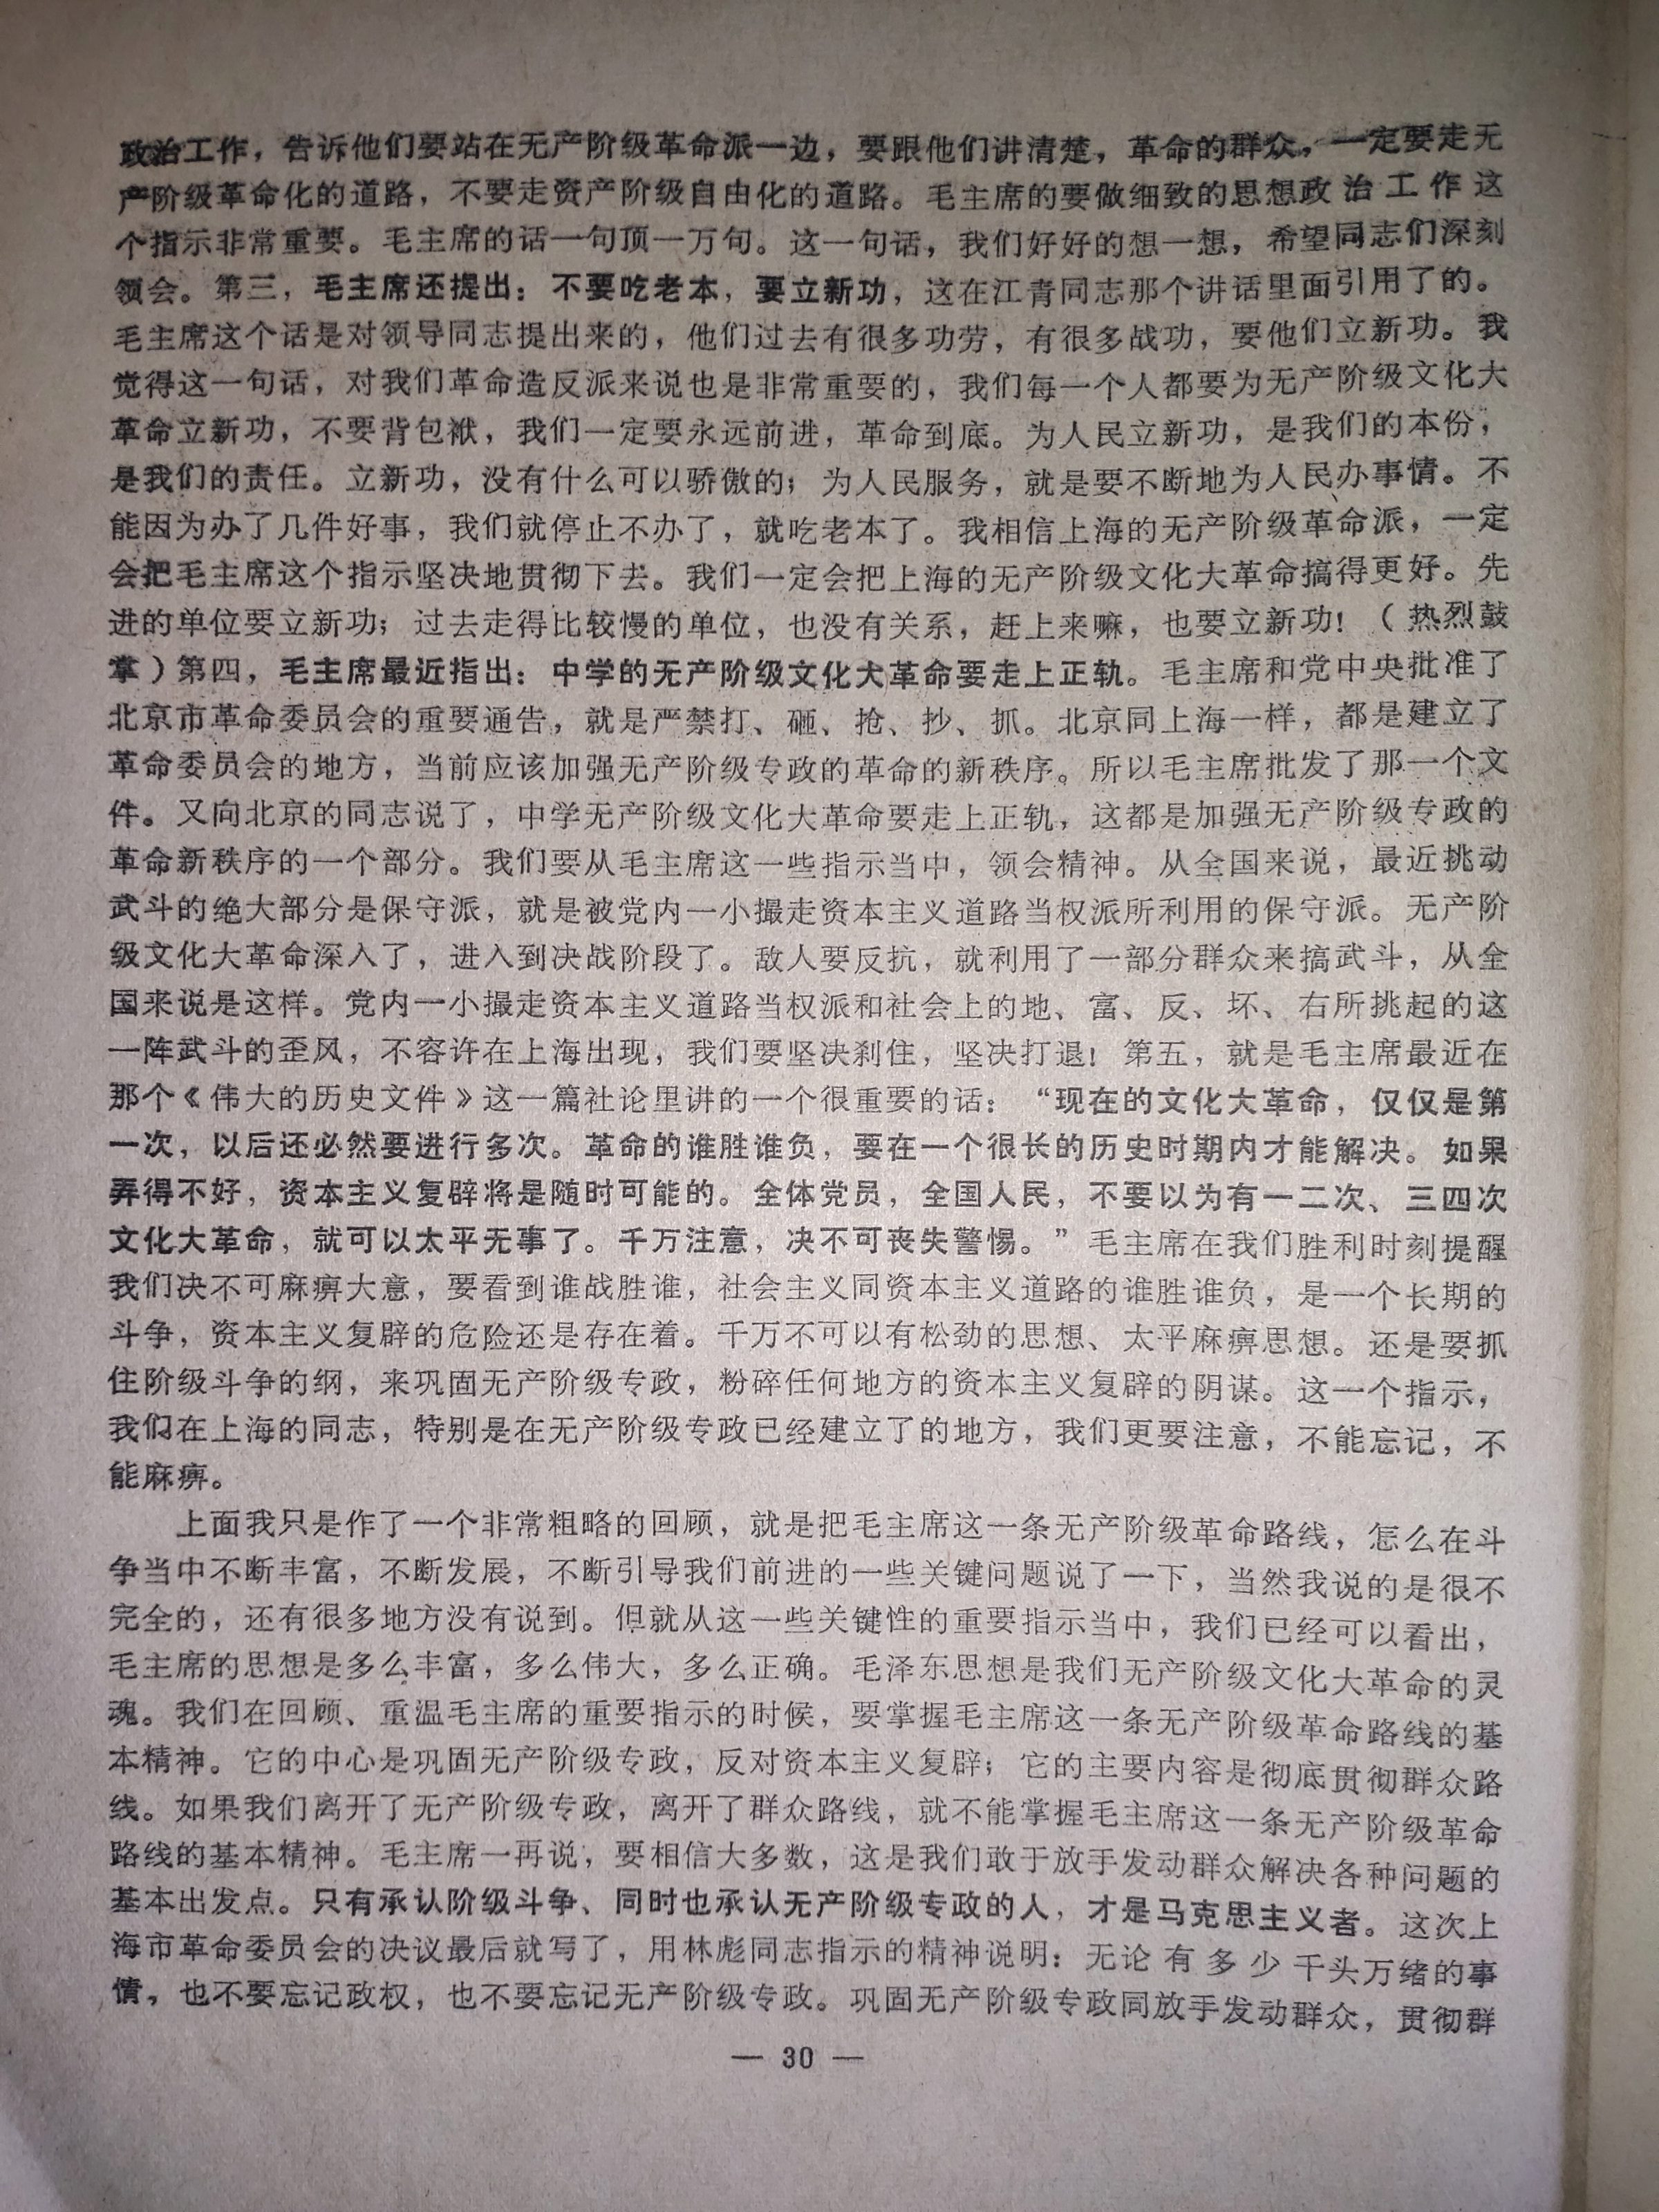 政治工作，告诉他们要站在无产阶级革命派一边，要跟他们讲清楚，革命的群众，一定要走无
产阶级革命化的道路，不要走资产阶级自由化的道路。毛主席的要做细致的思想政治工作这
个指示非常重要。毛主席的话一句顶一万句。这一句话，我们好好的想一想，希望同志们深刻
领会。第三，毛主席还提出：不要吃老本，要立新功，这在江青同志那个讲话里面引用了的。
毛主席这个话是对领导同志提出来的，他们过去有很多功劳，有很多战功，要他们立新功。我
觉得这一句话，对我们革命造反派来说也是非常重要的，我们每一个人都要为无产阶级文化大
革命立新功，不要背包袱，我们一定要永远前进，革命到底。为人民立新功，是我们的本份，
是我们的责任。立新功，没有什么可以骄傲的；为人民服务，就是要不断地为人民办事情。不
能因为办了几件好事，我们就停止不办了，就吃老本了。我相信上海的无产阶级革命派，一定
会把毛主席这个指示坚决地贯彻下去。我们一定会把上海的无产阶级文化大革命搞得更好。先
进的单位要立新功；过去走得比较慢的单位，也没有关系，赶上来嘛，也要立新功！（热烈鼓
掌）第四，毛主席最近指出：中学的无产阶级文化大革命要走上正轨。毛主席和党中央批准了
北京市革命委员会的重要通告，就是严禁打、砸、抢、抄、抓。北京同上海一样，都是建立了
革命委员会的地方，当前应该加强无产阶级专政的革命的新秩序。所以毛主席批发了那一个文
件。又向北京的同志说了，中学无产阶级文化大革命要走上正轨，这都是加强无产阶级专政的
革命新秩序的一个部分。我们要从毛主席这一些指示当中，领会精神。从全国来说，最近挑动
武斗的绝大部分是保守派，就是被党内一小撮走资本主义道路当权派所利用的保守派。无产阶
级文化大革命深入了，进入到决战阶段了。敌人要反抗，就利用了一部分群众来搞武斗，从全
国来说是这样。党内一小撮走资本主义道路当权派和社会上的地、富、反、坏、右所挑起的这
一阵武斗的歪风，不容许在上海出现，我们要坚决刹住，坚决打退！第五，就是毛主席最近在
那个《伟大的历史文件》这一篇社论里讲的一个很重要的话：“现在的文化大革命，仅仅是第
一次，以后还必然要进行多次。革命的谁胜谁负，要在一个很长的历史时期内才能解决。如果
弄得不好，资本主义复辟将是随时可能的。全体党员，全国人民，不要以为有一二次、三四次
文化大革命，就可以太平无事了。千万注意，决不可丧失警惕。”毛主席在我们胜利时刻提醒
我们决不可麻痹大意，要看到谁战胜谁，社会主义同资本主义道路的谁胜谁负，是一个长期的
斗争，资本主义复辟的危险还是存在着。千万不可以有松劲的思想、太平麻痹思想。还是要抓
住阶级斗争的纲，来巩固无产阶级专政，粉碎任何地方的资本主义复辟的阴谋。这一个指示，
我们在上海的同志，特别是在无产阶级专政已经建立了的地方，我们更要注意，不能忘记，不
能麻痹。
上面我只是作了一个非常粗略的回顾，就是把毛主席这一条无产阶级革命路线，怎么在斗
争当中不断丰富，不断发展，不断引导我们前进的一些关键问题说了一下，当然我说的是很不
完全的，还有很多地方没有说到。但就从这一些关键性的重要指示当中，我们已经可以看出，
毛主席的思想是多么丰富，多么伟大，多么正确。毛泽东思想是我们无产阶级文化大革命的灵
魂。我们在回顾、重温毛主席的重要指示的时候，要掌握毛主席这一条无产阶级革命路线的基
本精神。它的中心是巩固无产阶级专政，反对资本主义复辟；它的主要内容是彻底贯彻群众路
线。如果我们离开了无产阶级专政，离开了群众路线，就不能掌握毛主席这一条无产阶级革命
路线的基本精神。毛主席一再说，要相信大多数，这是我们敢于放手发动群众解决各种问题的
基本出发点。只有承认阶级斗争、同时也承认无产阶级专政的人，才是马克思主义者。这次上
海市革命委员会的决议最后就写了，用林彪同志指示的精神说明：无论有多少千头万绪的事
情，也不要忘记政权，也不要忘记无产阶级专政。巩固无产阶级专政同放手发动群众，贯彻群
— 30 —